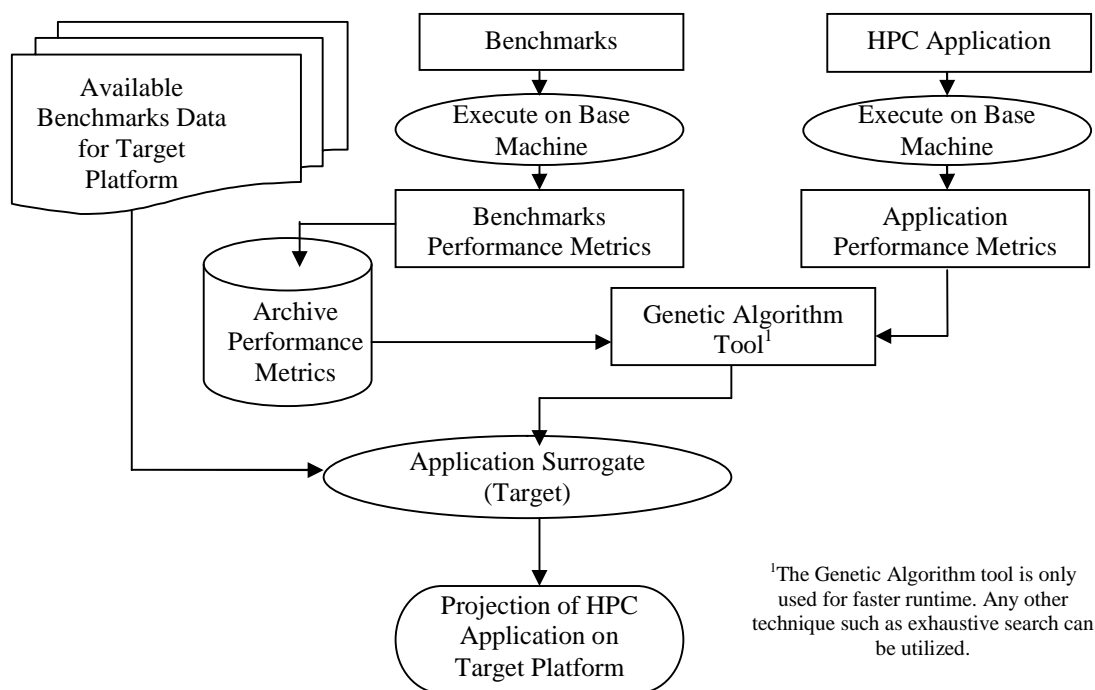 Available
Benchmarks Data
for Target
Platform
Benchmarks
HPC Application
Execute on Base
Machine
Execute on Base
Machine
Benchmarks
Performance Metrics
Application
Performance Metrics
Archive
Performance
Metrics
Genetic Algorithm
Tool¹
Application Surrogate
(Target)
Projection of HPC
Application on
Target Platform
¹The Genetic Algorithm tool is only
used for faster runtime. Any other
technique such as exhaustive search can
be utilized.